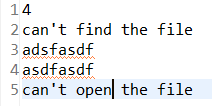 1 4
2 can't find the file
3 adsfasdf
4 asdfasdf
5 can't open the file